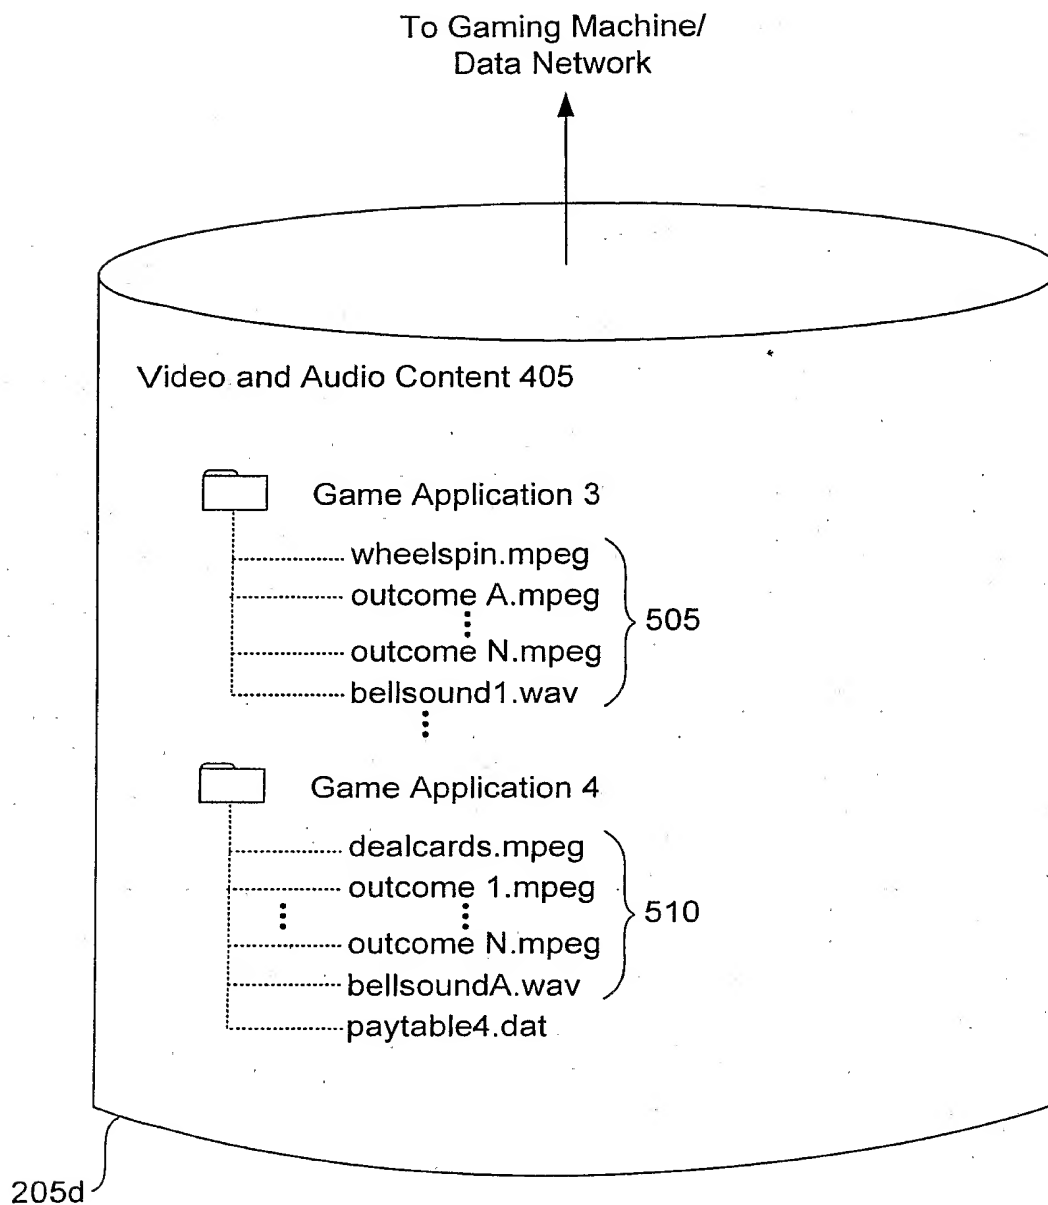 To Gaming Machine/
Data Network
Video and Audio Content 405
Game Application 3
wheelspin.mpeg
outcome A.mpeg
505
outcome N.mpeg
bellsound1.wav
Game Application 4
dealcards.mpeg
outcome 1.mpeg
510
outcome N.mpeg
bellsoundA.wav
paytable4.dat
205d